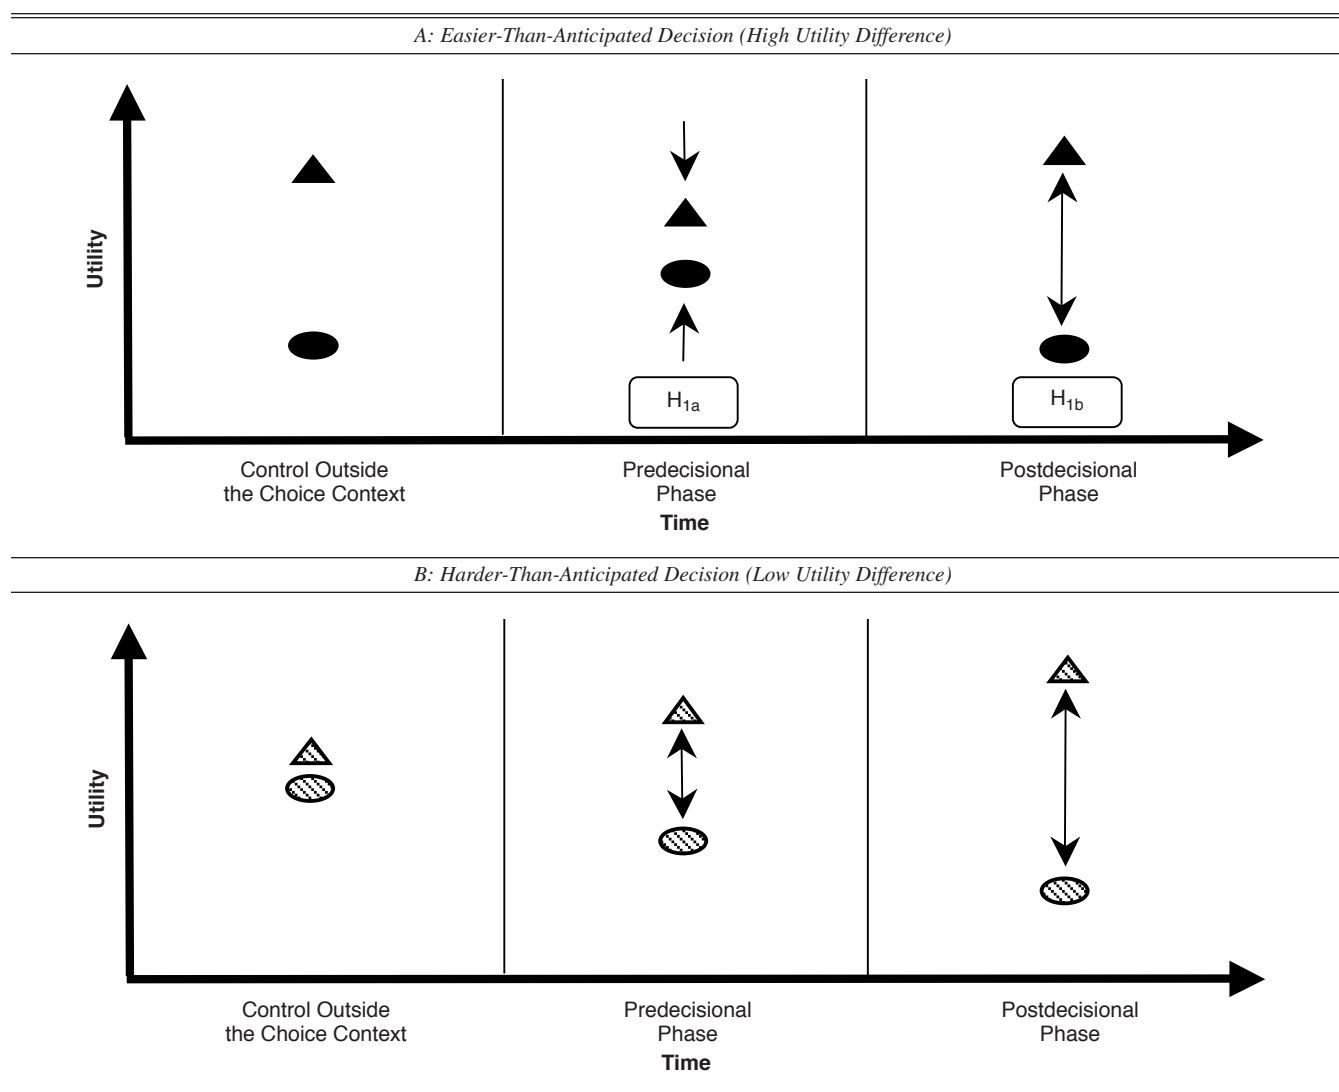 A: Easier-Than-Anticipated Decision (High Utility Difference)
Utility
H1a
H1b
Control Outside
the Choice Context
Predecisional
Phase
Postdecisional
Phase
Time
B: Harder-Than-Anticipated Decision (Low Utility Difference)
Utility
Control Outside
the Choice Context
Predecisional
Phase
Postdecisional
Phase
Time